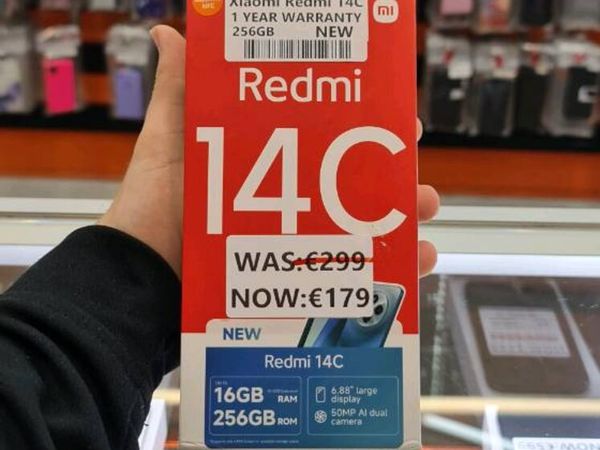 NFC
Xiaomi Redmi 14C
1 YEAR WARRANTY
256GB NEW
mi
Redmi
14C
WAS:€299
NOW:€179
NEW
Redmi 14C
16GB RAM
256GB ROM
6.88" large
display
50MP AI dual
camera